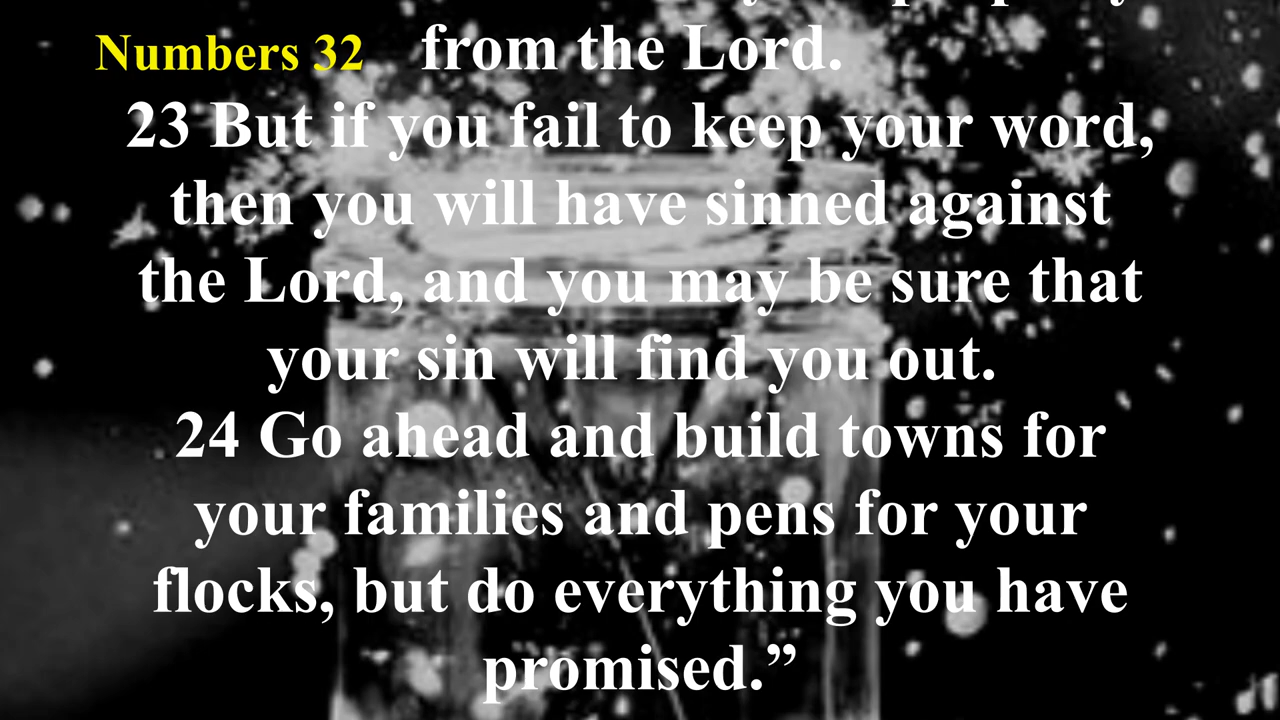 Numbers 32
from the Lord.
23 But if you fail to keep your word,
then you will have sinned against
the Lord, and you may be sure that
your sin will find you out.
24 Go ahead and build towns for
your families and pens for your
flocks, but do everything you have
promised.”